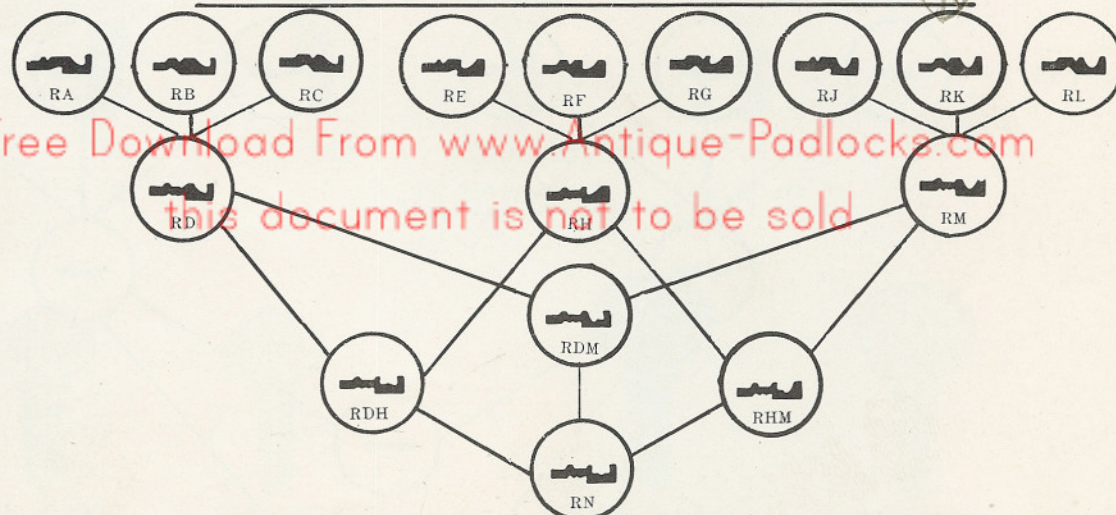 RA RB RC RE RF RG RJ RK RL
Free Download From www.Antique-Padlocks.com
this document is not to be sold
RD RH RM
RDM
RDH RHM
RN